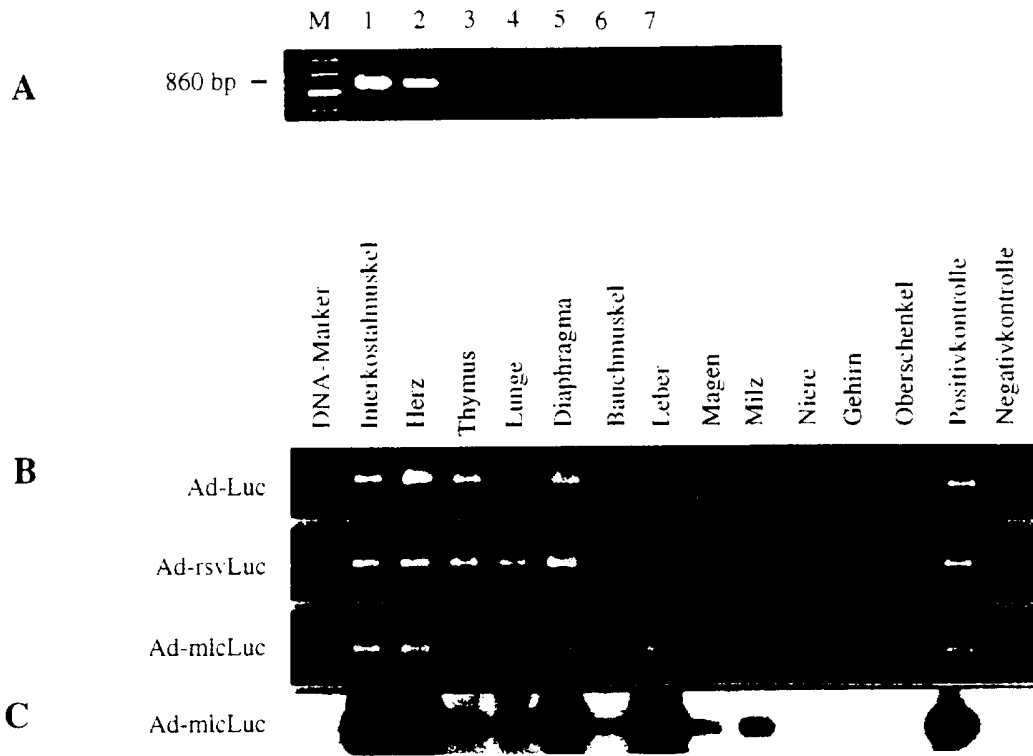 M 1 2 3 4 5 6 7
A
860 bp –
DNA-Marker
Interkostalmuskel
Herz
Thymus
Lunge
Diaphragma
Bauchmuskel
Leber
Magen
Milz
Niere
Gehirn
Oberschenkel
Positivkontrolle
Negativkontrolle
B
Ad-Luc
Ad-rsvLuc
Ad-mlcLuc
C
Ad-mlcLuc